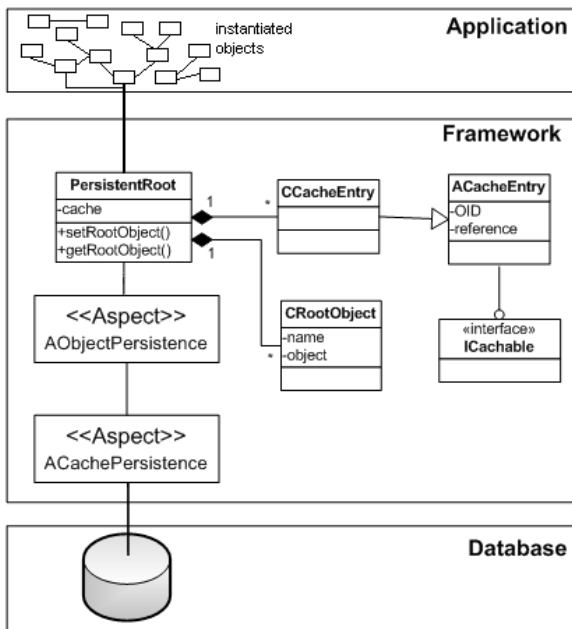 instantiated
objects
Application
Framework
PersistentRoot
-cache
+setRootObject()
+getRootObject()
1
1
*
CCacheEntry
ACacheEntry
-OID
-reference
<<Aspect>>
AObjectPersistence
CRootObject
-name
-object
*
«interface»
ICachable
<<Aspect>>
ACachePersistence
Database